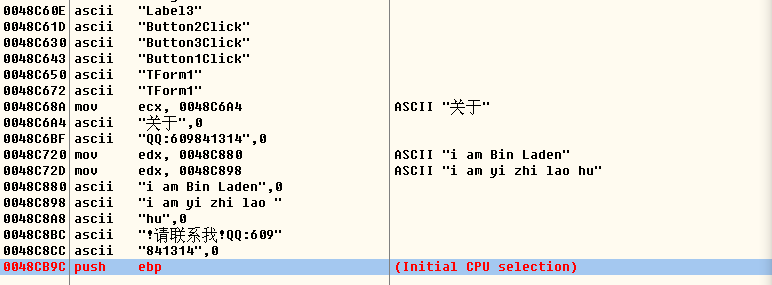 0048C60E ascii "Label3"
0048C61D ascii "Button2Click"
0048C630 ascii "Button3Click"
0048C643 ascii "Button1Click"
0048C650 ascii "TForm1"
0048C672 ascii "TForm1"
0048C68A mov ecx, 0048C6A4 ASCII "关于"
0048C6A4 ascii "关于",0
0048C6BF ascii "QQ:609841314",0
0048C720 mov edx, 0048C880 ASCII "i am Bin Laden"
0048C72D mov edx, 0048C898 ASCII "i am yi zhi lao hu"
0048C880 ascii "i am Bin Laden",0
0048C898 ascii "i am yi zhi lao "
0048C8A8 ascii "hu",0
0048C8BC ascii "!请联系我!QQ:609"
0048C8CC ascii "841314",0
0048CB9C push ebp (Initial CPU selection)